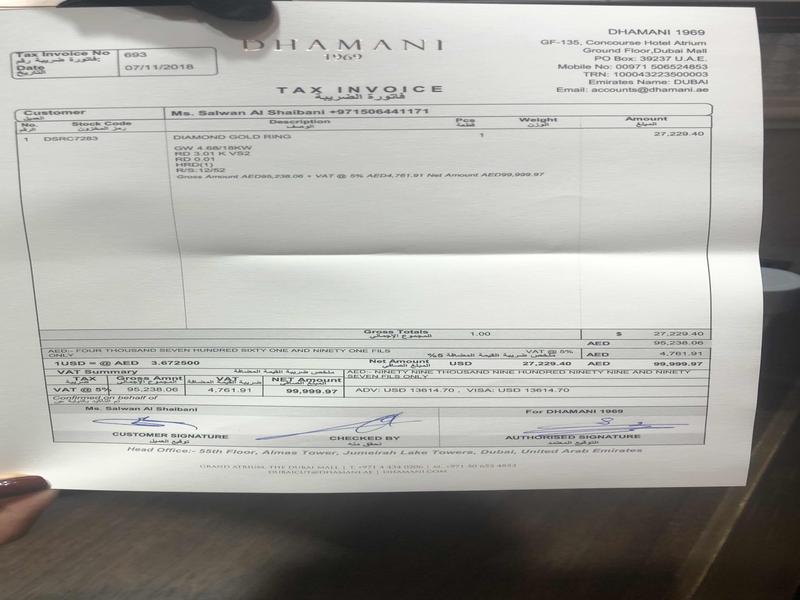 DHAMANI
1969
Tax Invoice No 693
فاتورة ضريبية رقم:
Date 07/11/2018
التاريخ
DHAMANI 1969
GF-135, Concourse Hotel Atrium
Ground Floor,Dubai Mall
PO Box: 39237 U.A.E.
Mobile No: 00971 506524853
TRN: 100043223500003
Emirates Name: DUBAI
Email: accounts@dhamani.ae
TAX INVOICE
فاتورة الضريبية
Customer Ms. Salwan Al Shaibani +971506441171
العميل
No. Stock Code Description Pcs Weight Amount
الرقم رمز المخزون الوصف قطعة الوزن المبلغ
1 DSRC7283 DIAMOND GOLD RING 1 27,229.40
GW 4.68/18KW
RD 3.01 K VS2
RD 0.01
HRD(1)
R/S:12/52
Gross Amount AED95,238.06 + VAT @ 5% AED4,761.91 Net Amount AED99,999.97
Gross Totals 1.00 $ 27,229.40
المجموع الإجمالي
AED 95,238.06
AED:- FOUR THOUSAND SEVEN HUNDRED SIXTY ONE AND NINETY ONE FILS ONLY
VAT @ 5% AED 4,761.91
ملخص ضريبة القيمة المضافة 5%
1USD = @ AED 3.672500 Net Amount USD 27,229.40 AED 99,999.97
المبلغ الصافي
VAT Summary ملخص ضريبة القيمة المضافة
AED:- NINETY NINE THOUSAND NINE HUNDRED NINETY NINE AND NINETY SEVEN FILS ONLY
TAX Gross Amnt VAT NET Amount
ضريبة المجموع الإجمالي ضريبة القيمة المضافة المبلغ الصافي
VAT @ 5% 95,238.06 4,761.91 99,999.97
ADV: USD 13614.70 , VISA: USD 13614.70
Confirmed on behalf of
Ms. Salwan Al Shaibani For DHAMANI 1969
CUSTOMER SIGNATURE CHECKED BY AUTHORISED SIGNATURE
توقيع العميل تحقق منه التوقيع المعتمد
Head Office:- 55th Floor, Almas Tower, Jumeirah Lake Towers, Dubai, United Arab Emirates
GRAND ATRIUM, THE DUBAI MALL | T. +971 4 434 0206 | M. +971 50 653 4853
DUBAICUT@DHAMANI.AE | DHAMANI.COM